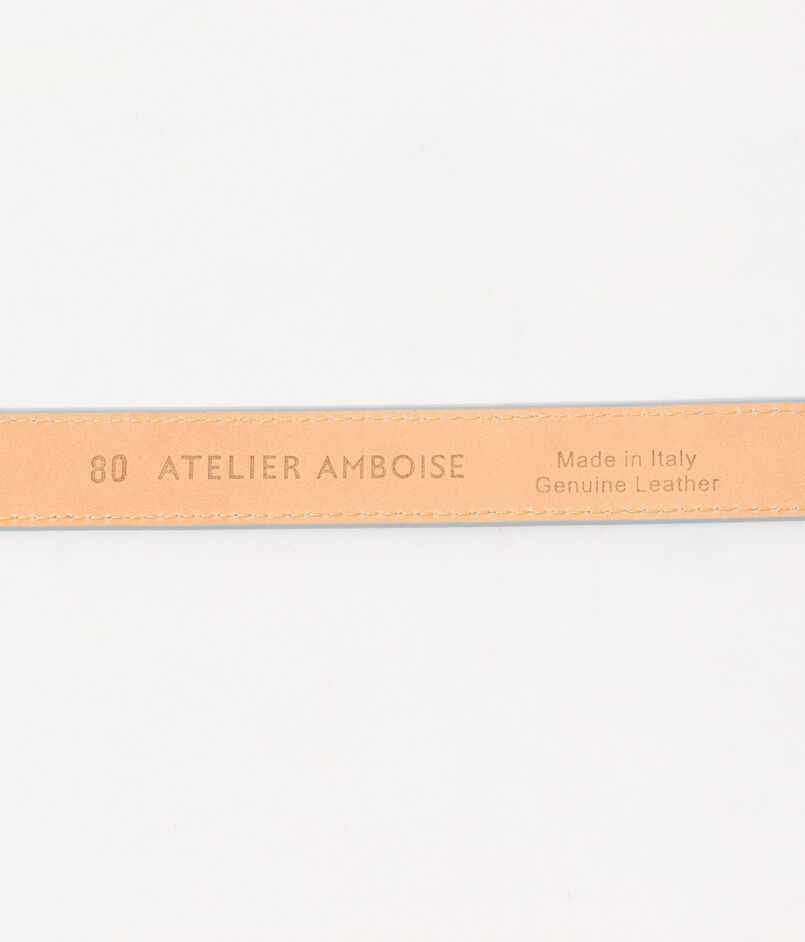 80 ATELIER AMBOISE
Made in Italy
Genuine Leather